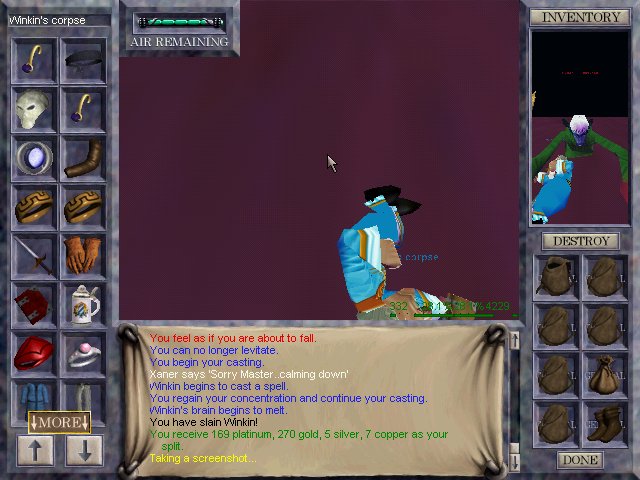 Winkin's corpse
AIR REMAINING
INVENTORY
corpse
DESTROY
MORE
You feel as if you are about to fall.
You can no longer levitate.
You begin your casting.
Xaner says 'Sorry Master..calming down'
Winkin begins to cast a spell.
You regain your concentration and continue your casting.
Winkin's brain begins to melt.
You have slain Winkin!
You receive 169 platinum, 270 gold, 5 silver, 7 copper as your
split.
Taking a screenshot...
DONE